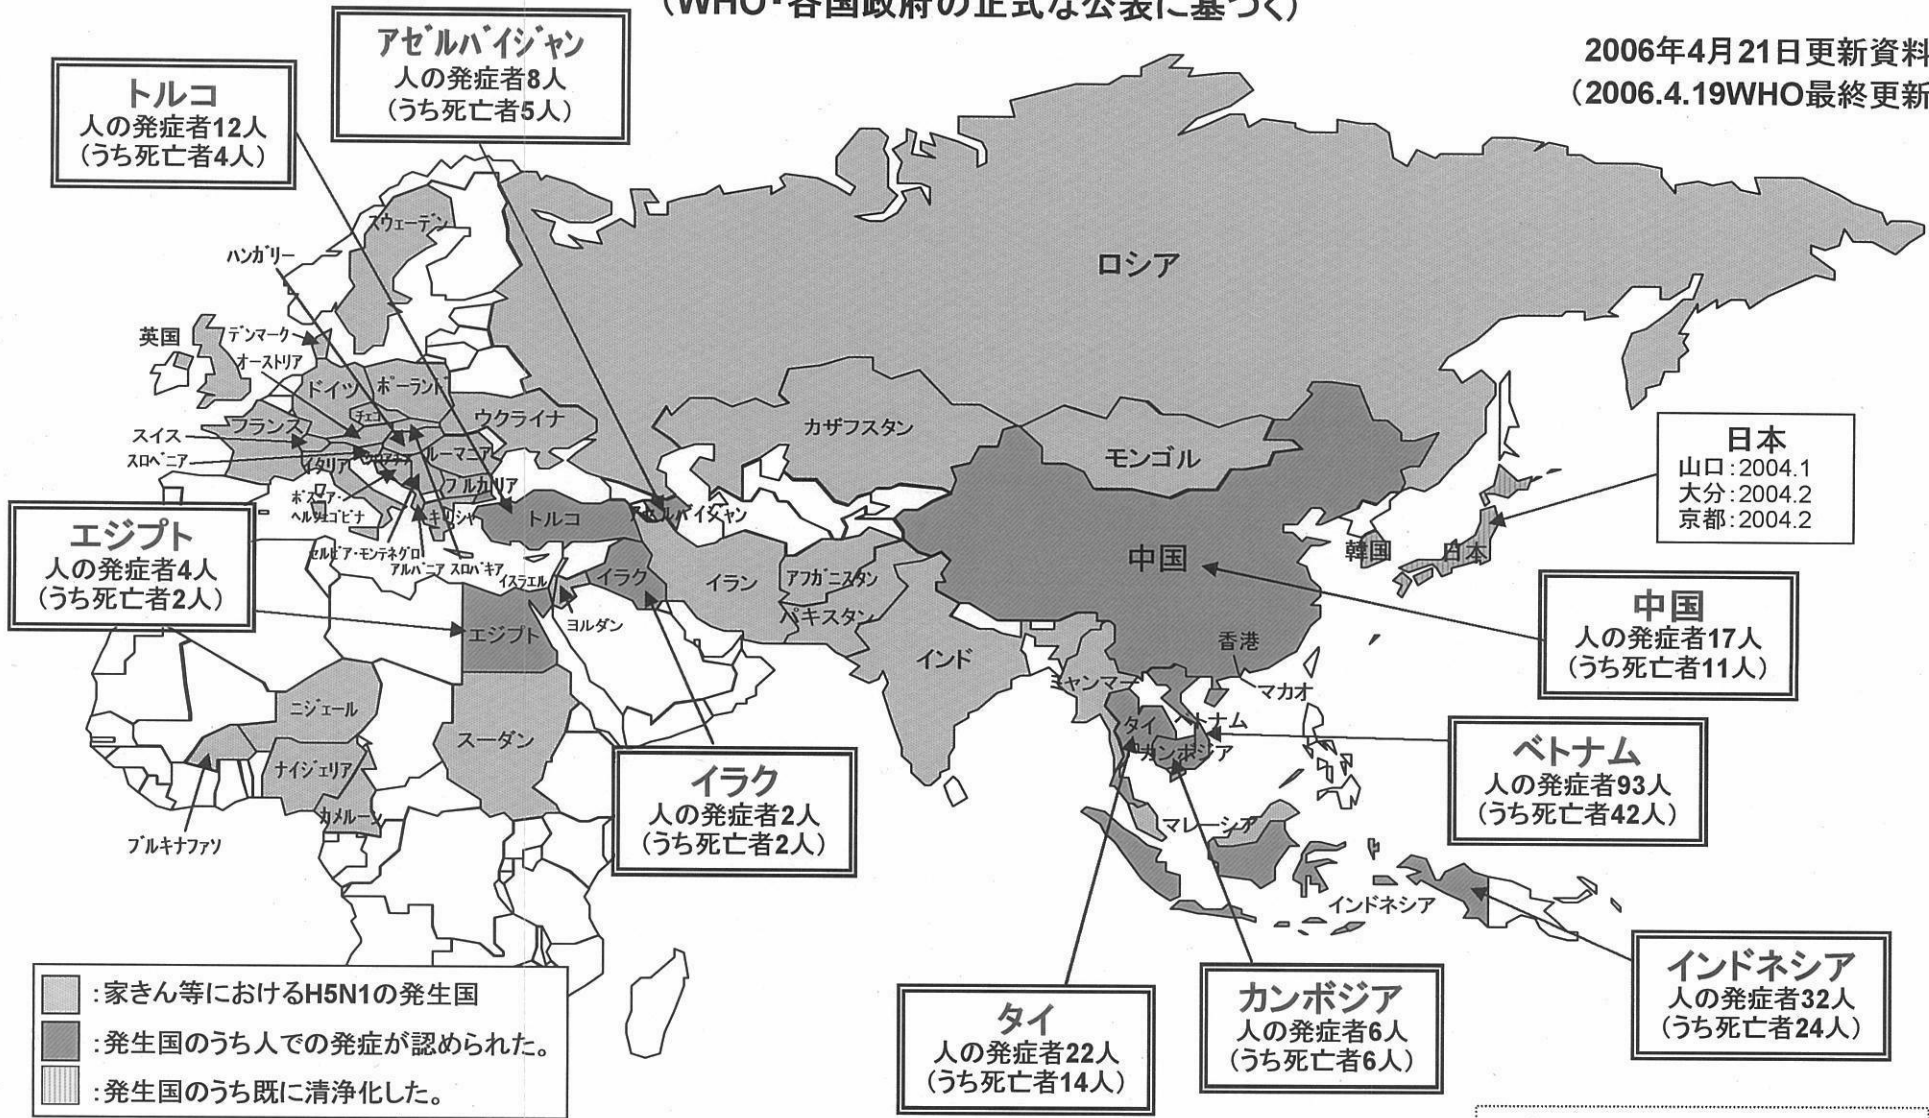 (WHO・各国政府の正式な公表に基づく)
2006年4月21日更新資料
(2006.4.19WHO最終更新
アゼルバイジャン
人の発症者8人
(うち死亡者5人)
トルコ
人の発症者12人
(うち死亡者4人)
スウェーデン
ハンガリー
ロシア
英国
デンマーク
オーストリア
ドイツ
ポーランド
チェコ
ウクライナ
フランス
スイス
スロベニア
イタリア
ルーマニア
カザフスタン
モンゴル
日本
山口:2004.1
大分:2004.2
京都:2004.2
ボスニア・
ヘルツェゴビナ
ブルガリア
ギリシャ
トルコ
アゼルバイジャン
エジプト
人の発症者4人
(うち死亡者2人)
セルビア・モンテネグロ
アルバニア
スロバキア
イスラエル
イラク
イラン
アフガニスタン
パキスタン
中国
韓国
日本
ヨルダン
エジプト
インド
香港
マカオ
中国
人の発症者17人
(うち死亡者11人)
ミャンマー
ニジェール
スーダン
ナイジェリア
カメルーン
ブルキナファソ
タイ
ベトナム
カンボジア
ベトナム
人の発症者93人
(うち死亡者42人)
イラク
人の発症者2人
(うち死亡者2人)
マレーシア
インドネシア
インドネシア
人の発症者32人
(うち死亡者24人)
カンボジア
人の発症者6人
(うち死亡者6人)
タイ
人の発症者22人
(うち死亡者14人)
:家きん等におけるH5N1の発生国
:発生国のうち人での発症が認められた。
:発生国のうち既に清浄化した。